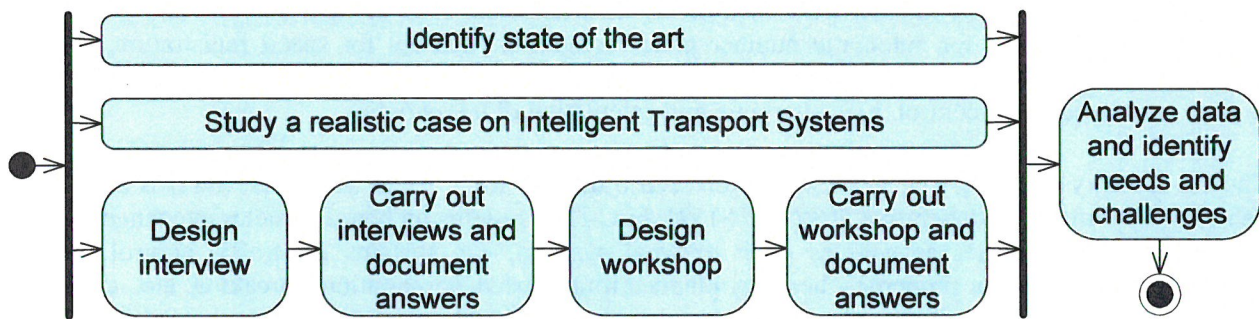 Identify state of the art
Study a realistic case on Intelligent Transport Systems
Design
interview
Carry out
interviews and
document
answers
Design
workshop
Carry out
workshop and
document
answers
Analyze data
and identify
needs and
challenges